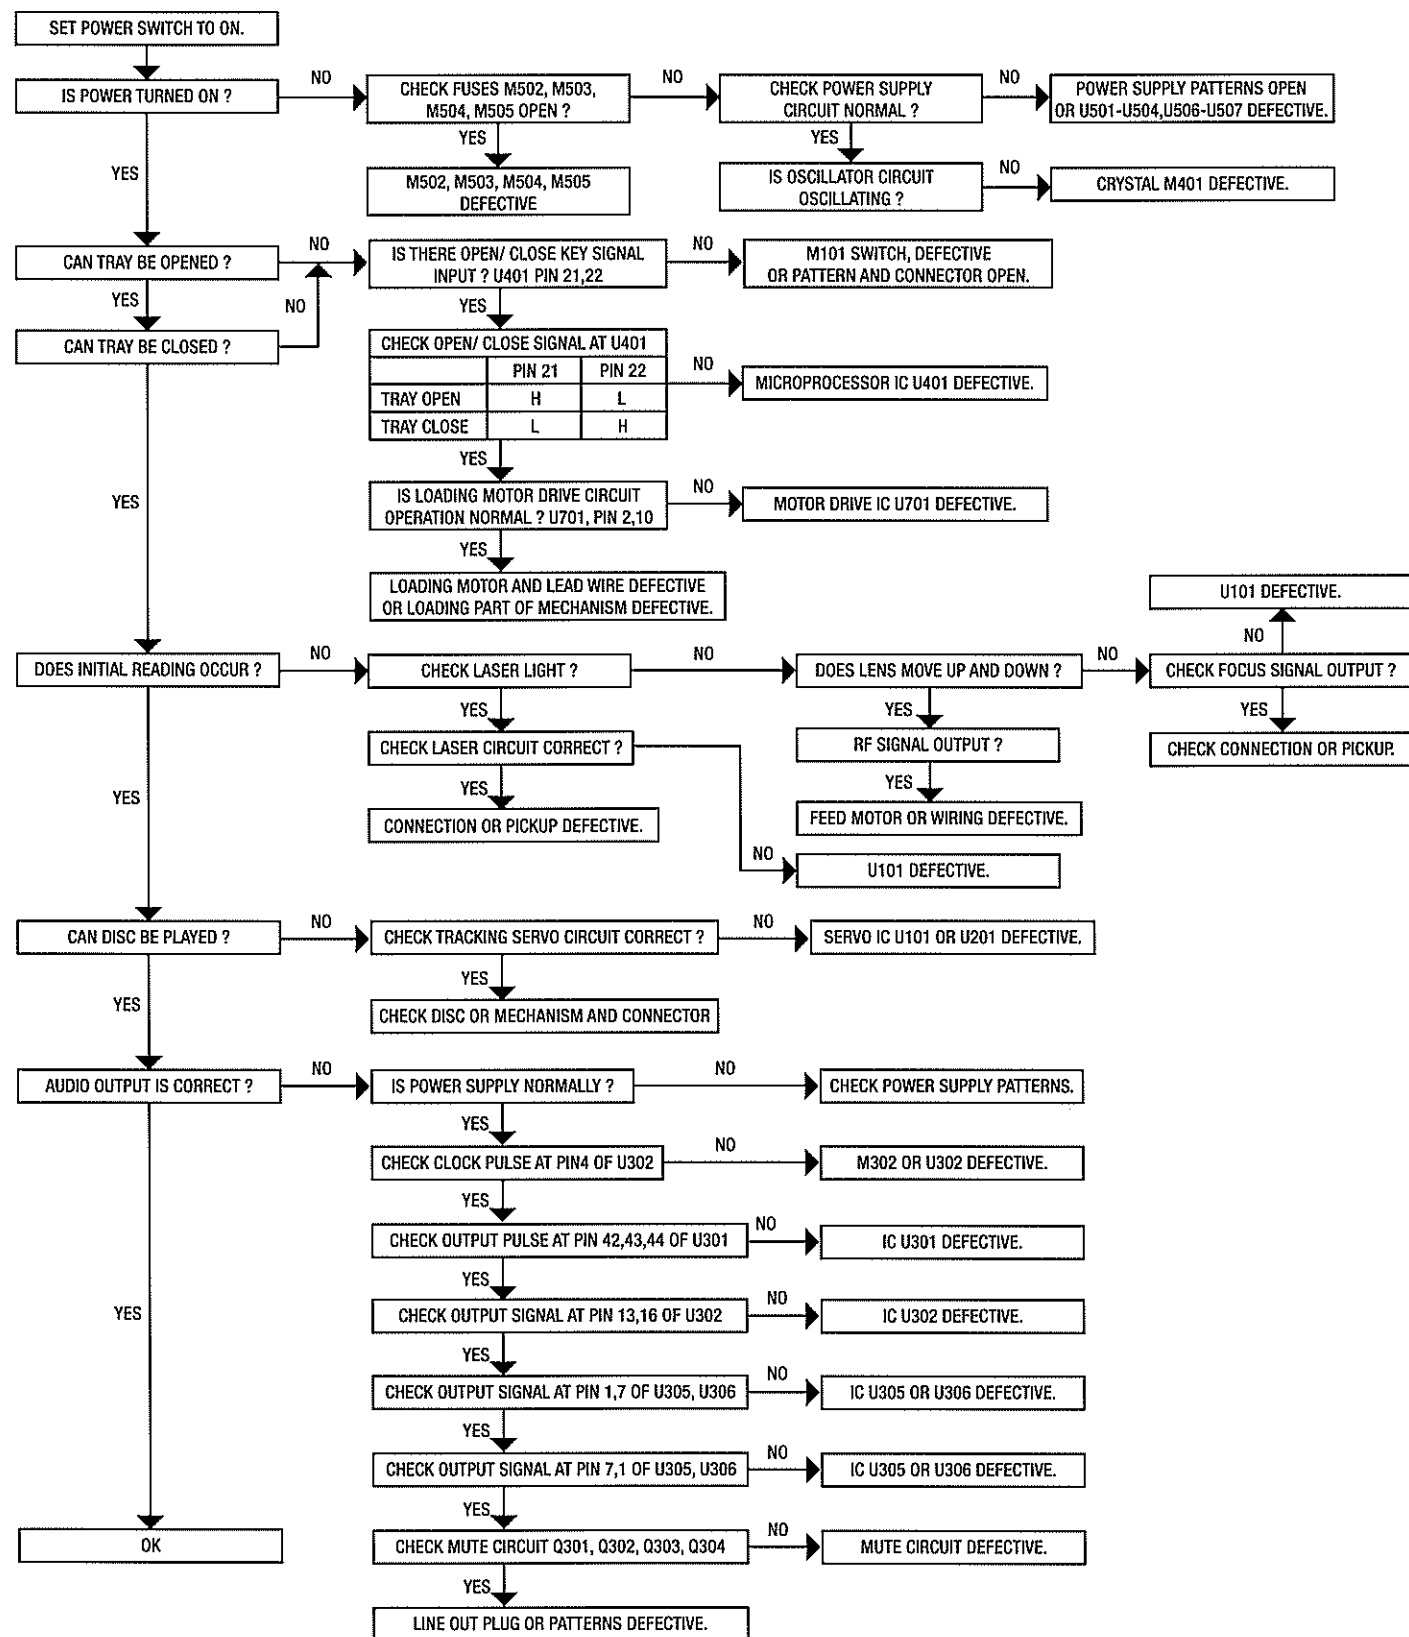 SET POWER SWITCH TO ON.
IS POWER TURNED ON ?
NO
CHECK FUSES M502, M503,
M504, M505 OPEN ?
NO
CHECK POWER SUPPLY
CIRCUIT NORMAL ?
NO
POWER SUPPLY PATTERNS OPEN
OR U501-U504,U506-U507 DEFECTIVE.
YES
YES
YES
M502, M503, M504, M505
DEFECTIVE
IS OSCILLATOR CIRCUIT
OSCILLATING ?
NO
CRYSTAL M401 DEFECTIVE.
CAN TRAY BE OPENED ?
NO
IS THERE OPEN/ CLOSE KEY SIGNAL
INPUT ? U401 PIN 21,22
NO
M101 SWITCH, DEFECTIVE
OR PATTERN AND CONNECTOR OPEN.
YES
NO
YES
CAN TRAY BE CLOSED ?
CHECK OPEN/ CLOSE SIGNAL AT U401
PIN 21 PIN 22
TRAY OPEN H L
TRAY CLOSE L H
NO
MICROPROCESSOR IC U401 DEFECTIVE.
YES
YES
IS LOADING MOTOR DRIVE CIRCUIT
OPERATION NORMAL ? U701, PIN 2,10
NO
MOTOR DRIVE IC U701 DEFECTIVE.
YES
LOADING MOTOR AND LEAD WIRE DEFECTIVE
OR LOADING PART OF MECHANISM DEFECTIVE.
U101 DEFECTIVE.
NO
DOES INITIAL READING OCCUR ?
NO
CHECK LASER LIGHT ?
NO
DOES LENS MOVE UP AND DOWN ?
NO
CHECK FOCUS SIGNAL OUTPUT ?
YES
YES
YES
CHECK LASER CIRCUIT CORRECT ?
RF SIGNAL OUTPUT ?
CHECK CONNECTION OR PICKUP.
YES
YES
YES
CONNECTION OR PICKUP DEFECTIVE.
FEED MOTOR OR WIRING DEFECTIVE.
NO
U101 DEFECTIVE.
CAN DISC BE PLAYED ?
NO
CHECK TRACKING SERVO CIRCUIT CORRECT ?
NO
SERVO IC U101 OR U201 DEFECTIVE.
YES
YES
CHECK DISC OR MECHANISM AND CONNECTOR
AUDIO OUTPUT IS CORRECT ?
NO
IS POWER SUPPLY NORMALLY ?
NO
CHECK POWER SUPPLY PATTERNS.
YES
CHECK CLOCK PULSE AT PIN4 OF U302
NO
M302 OR U302 DEFECTIVE.
YES
CHECK OUTPUT PULSE AT PIN 42,43,44 OF U301
NO
IC U301 DEFECTIVE.
YES
YES
CHECK OUTPUT SIGNAL AT PIN 13,16 OF U302
NO
IC U302 DEFECTIVE.
YES
CHECK OUTPUT SIGNAL AT PIN 1,7 OF U305, U306
NO
IC U305 OR U306 DEFECTIVE.
YES
CHECK OUTPUT SIGNAL AT PIN 7,1 OF U305, U306
NO
IC U305 OR U306 DEFECTIVE.
YES
OK
CHECK MUTE CIRCUIT Q301, Q302, Q303, Q304
NO
MUTE CIRCUIT DEFECTIVE.
YES
LINE OUT PLUG OR PATTERNS DEFECTIVE.